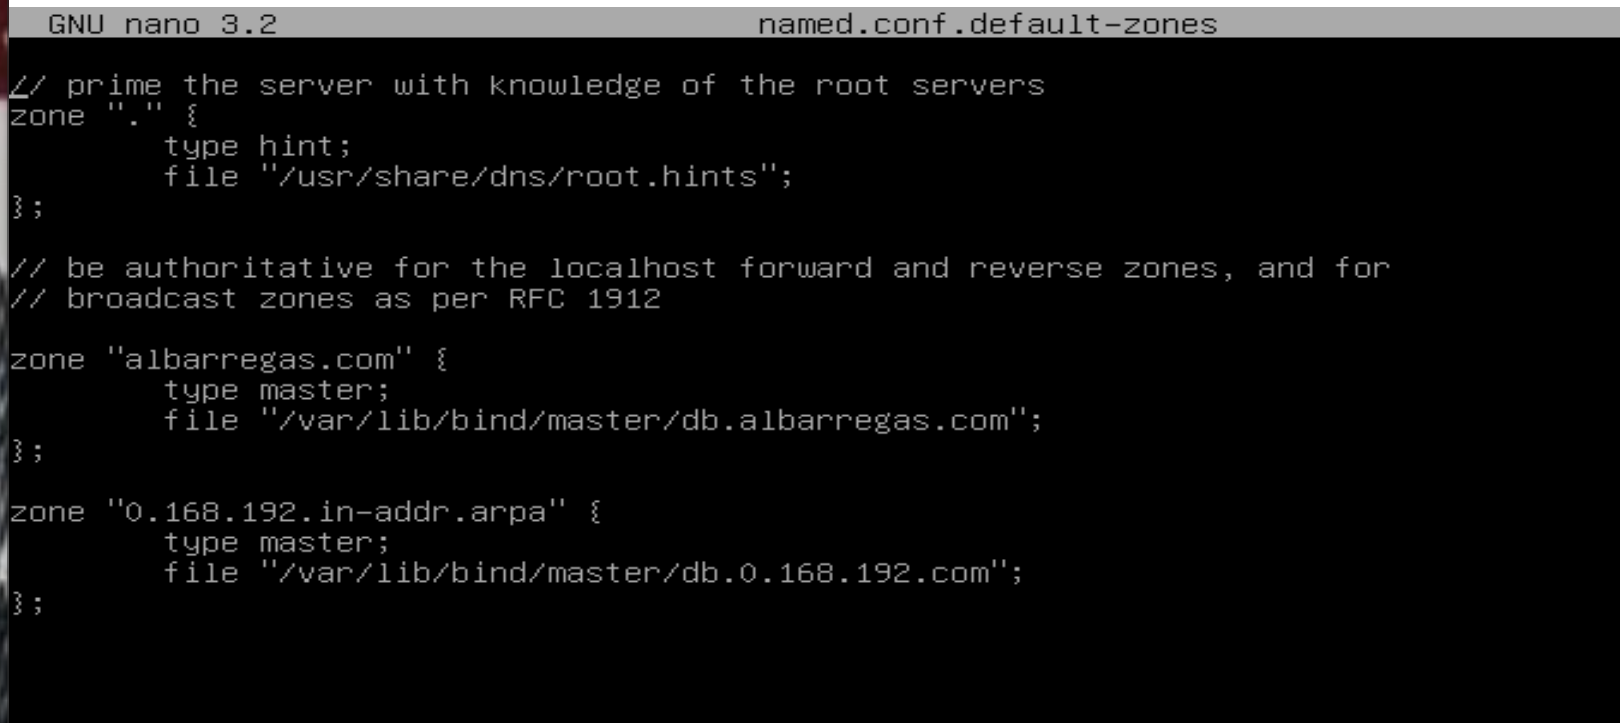 GNU nano 3.2 named.conf.default-zones
// prime the server with knowledge of the root servers
zone "." {
type hint;
file "/usr/share/dns/root.hints";
};
// be authoritative for the localhost forward and reverse zones, and for
// broadcast zones as per RFC 1912
zone "albarregas.com" {
type master;
file "/var/lib/bind/master/db.albarregas.com";
};
zone "0.168.192.in-addr.arpa" {
type master;
file "/var/lib/bind/master/db.0.168.192.com";
};